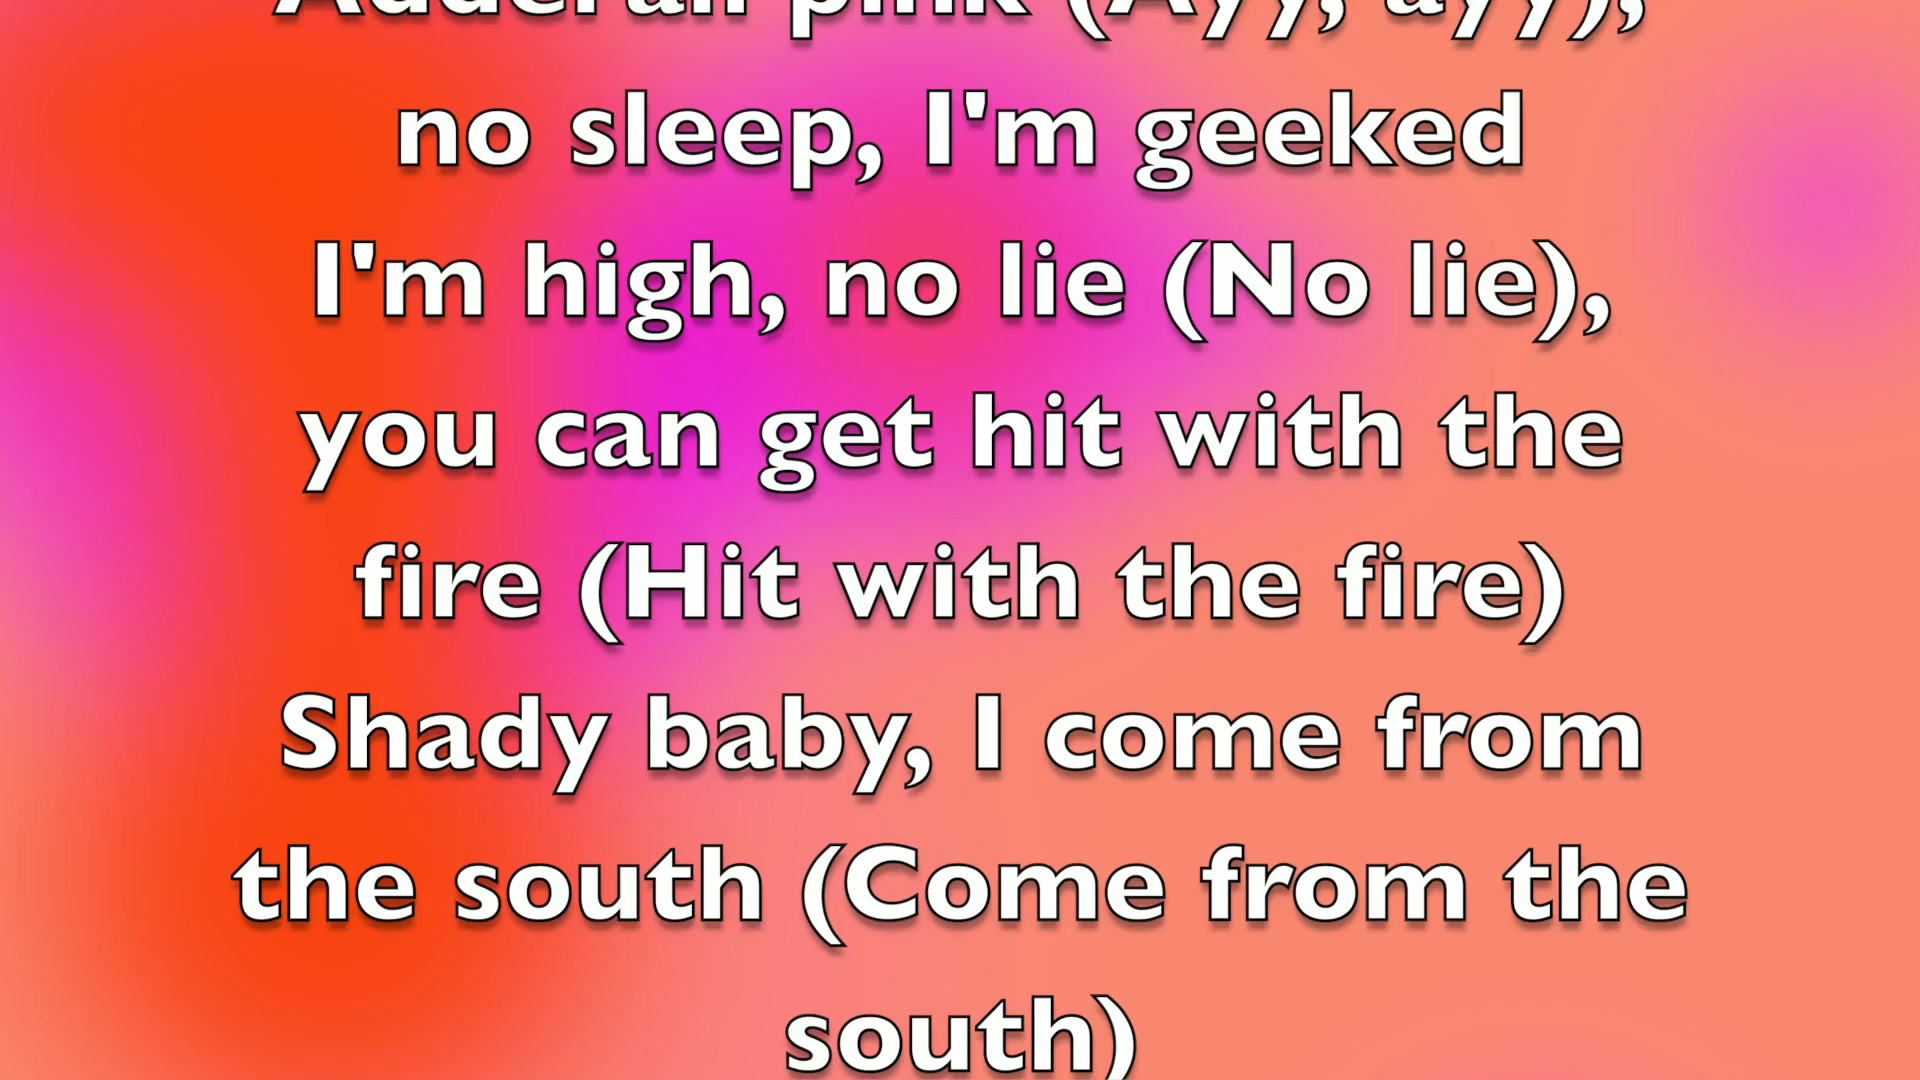 Adderall pink (Ayy, ayy),
no sleep, I'm geeked
I'm high, no lie (No lie),
you can get hit with the
fire (Hit with the fire)
Shady baby, I come from
the south (Come from the
south)